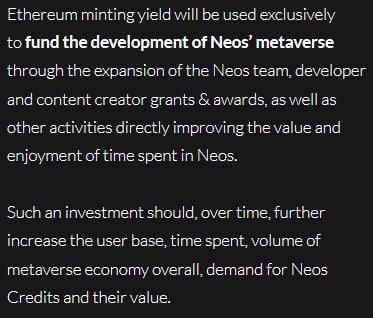 Ethereum minting yield will be used exclusively
to fund the development of Neos’ metaverse
through the expansion of the Neos team, developer
and content creator grants & awards, as well as
other activities directly improving the value and
enjoyment of time spent in Neos.
Such an investment should, over time, further
increase the user base, time spent, volume of
metaverse economy overall, demand for Neos
Credits and their value.